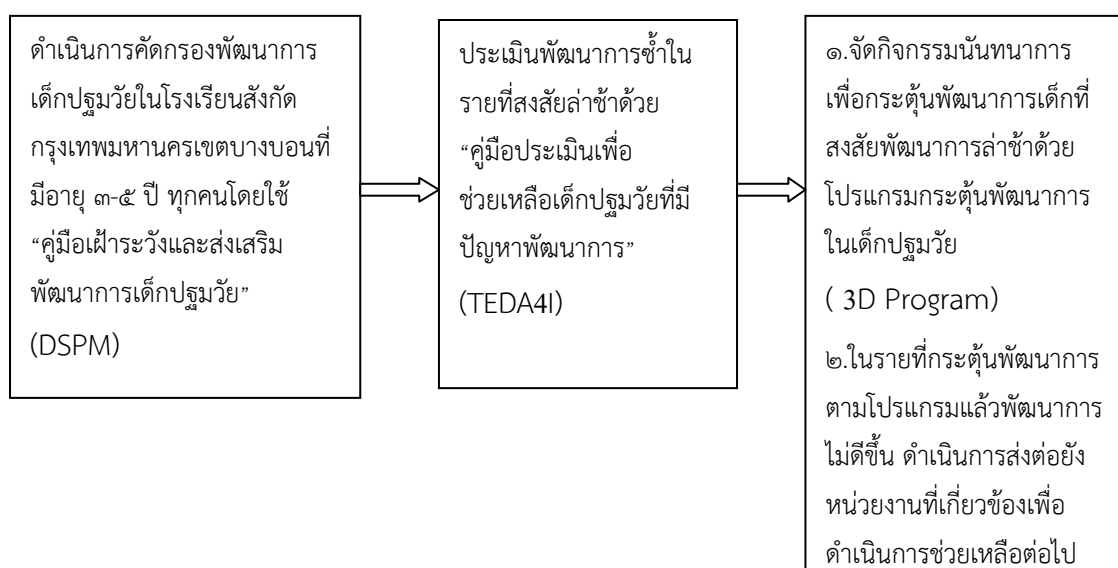 ดำเนินการคัดกรองพัฒนาการ
เด็กปฐมวัยในโรงเรียนสังกัด
กรุงเทพมหานครเขตบางบอนที่
มีอายุ ๓-๕ ปี ทุกคนโดยใช้
“คู่มือเฝ้าระวังและส่งเสริม
พัฒนาการเด็กปฐมวัย”
(DSPM)
ประเมินพัฒนาการซ้ำใน
รายที่สงสัยล่าช้าด้วย
“คู่มือประเมินเพื่อ
ช่วยเหลือเด็กปฐมวัยที่มี
ปัญหาพัฒนาการ”
(TEDA4I)
๑.จัดกิจกรรมนันทนาการ
เพื่อกระตุ้นพัฒนาการเด็กที่
สงสัยพัฒนาการล่าช้าด้วย
โปรแกรมกระตุ้นพัฒนาการ
ในเด็กปฐมวัย
( 3D Program)
๒.ในรายที่กระตุ้นพัฒนาการ
ตามโปรแกรมแล้วพัฒนาการ
ไม่ดีขึ้น ดำเนินการส่งต่อยัง
หน่วยงานที่เกี่ยวข้องเพื่อ
ดำเนินการช่วยเหลือต่อไป